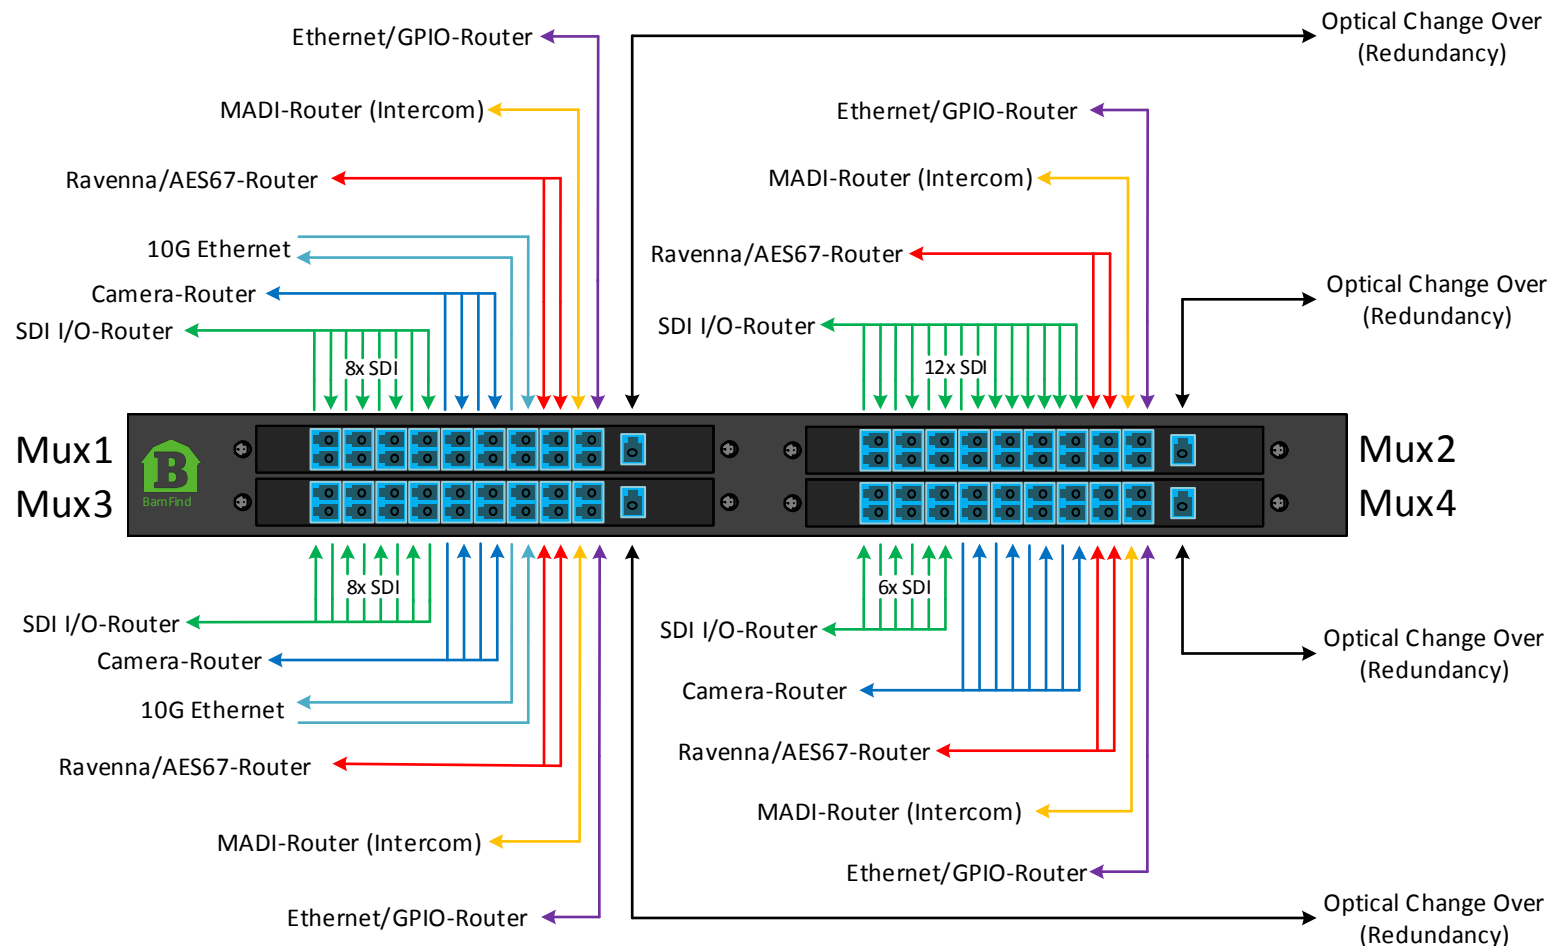 Optical Change Over
(Redundancy)
Ethernet/GPIO-Router
MADI-Router (Intercom)
Ethernet/GPIO-Router
Ravenna/AES67-Router
MADI-Router (Intercom)
10G Ethernet
Ravenna/AES67-Router
Camera-Router
Optical Change Over
(Redundancy)
SDI I/O-Router
SDI I/O-Router
8x SDI
12x SDI
Mux1
Mux2
B
BarnFind
Mux3
Mux4
8x SDI
6x SDI
SDI I/O-Router
SDI I/O-Router
Optical Change Over
(Redundancy)
Camera-Router
Camera-Router
10G Ethernet
Ravenna/AES67-Router
Ravenna/AES67-Router
MADI-Router (Intercom)
MADI-Router (Intercom)
Ethernet/GPIO-Router
Ethernet/GPIO-Router
Optical Change Over
(Redundancy)